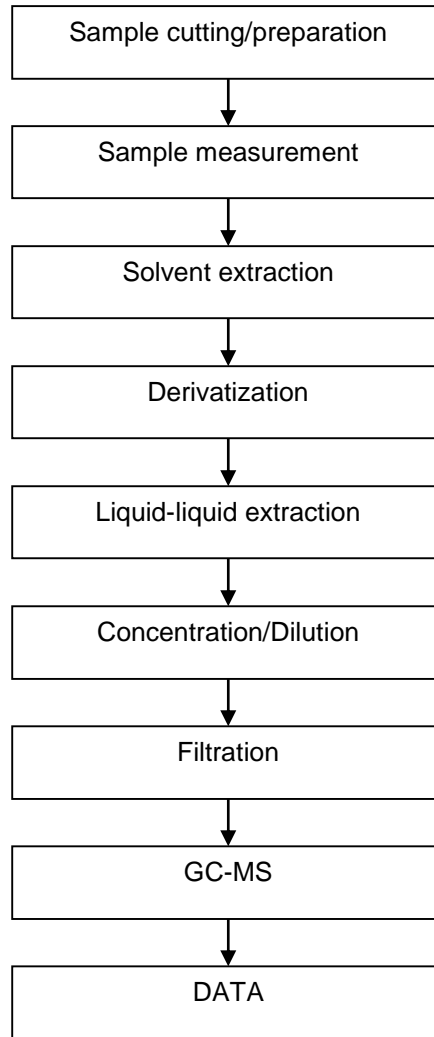 Sample cutting/preparation
Sample measurement
Solvent extraction
Derivatization
Liquid-liquid extraction
Concentration/Dilution
Filtration
GC-MS
DATA